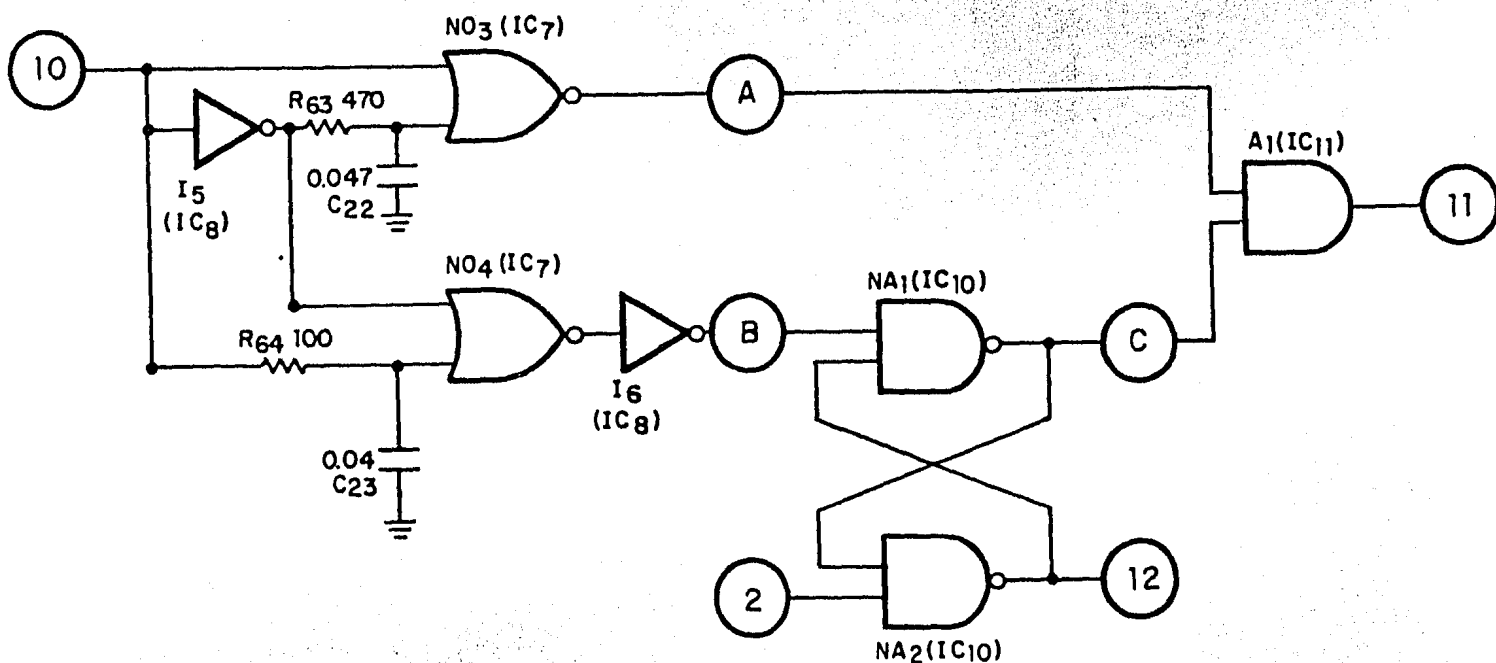 NO3 (IC7)
10
R63 470
A
A1(IC11)
I5
(IC8)
0.047
C22
11
NO4 (IC7)
NA1(IC10)
B
C
R64 100
I6
(IC8)
0.04
C23
2
12
NA2(IC10)